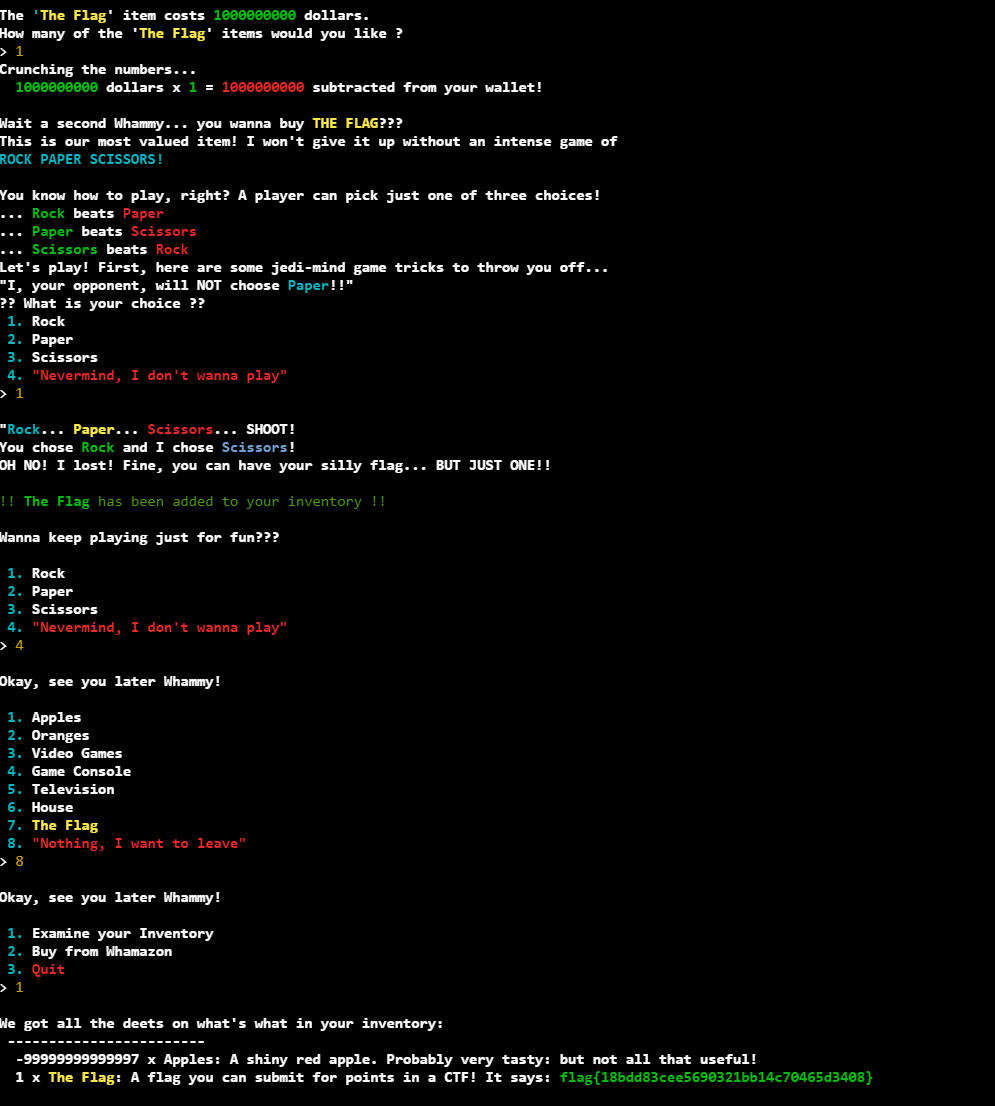 The 'The Flag' item costs 1000000000 dollars.
How many of the 'The Flag' items would you like ?
> 1
Crunching the numbers...
1000000000 dollars x 1 = 1000000000 subtracted from your wallet!
Wait a second Whammy... you wanna buy THE FLAG???
This is our most valued item! I won't give it up without an intense game of
ROCK PAPER SCISSORS!
You know how to play, right? A player can pick just one of three choices!
... Rock beats Paper
... Paper beats Scissors
... Scissors beats Rock
Let's play! First, here are some jedi-mind game tricks to throw you off...
"I, your opponent, will NOT choose Paper!!"
?? What is your choice ??
1. Rock
2. Paper
3. Scissors
4. "Nevermind, I don't wanna play"
> 1
"Rock... Paper... Scissors... SHOOT!
You chose Rock and I chose Scissors!
OH NO! I lost! Fine, you can have your silly flag... BUT JUST ONE!!
!! The Flag has been added to your inventory !!
Wanna keep playing just for fun???
1. Rock
2. Paper
3. Scissors
4. "Nevermind, I don't wanna play"
> 4
Okay, see you later Whammy!
1. Apples
2. Oranges
3. Video Games
4. Game Console
5. Television
6. House
7. The Flag
8. "Nothing, I want to leave"
> 8
Okay, see you later Whammy!
1. Examine your Inventory
2. Buy from Whamazon
3. Quit
> 1
We got all the deets on what's what in your inventory:
------------------------
-99999999999997 x Apples: A shiny red apple. Probably very tasty: but not all that useful!
1 x The Flag: A flag you can submit for points in a CTF! It says: flag{18bdd83cee5690321bb14c70465d3408}